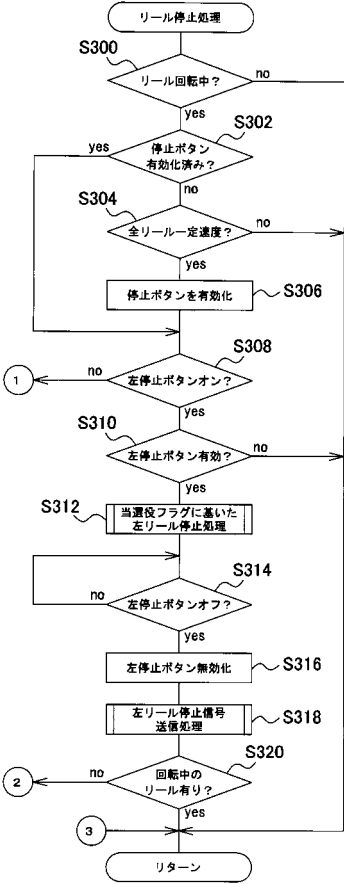 リール停止処理
S300
リール回転中？
no
yes
S302
停止ボタン
有効化済み？
yes
no
S304
全リール一定速度？
no
yes
停止ボタンを有効化
S306
S308
左停止ボタンオン？
no
1
yes
S310
左停止ボタン有効？
no
yes
S312
当選役フラグに基いた
左リール停止処理
S314
左停止ボタンオフ？
no
yes
左停止ボタン無効化
S316
左リール停止信号
送信処理
S318
S320
回転中の
リール有り？
no
2
yes
3
リターン